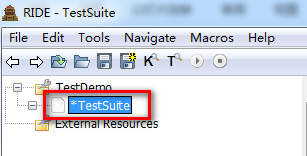 RIDE - TestSuite
File Edit Tools Navigate Macros Help
TestDemo
*TestSuite
External Resources